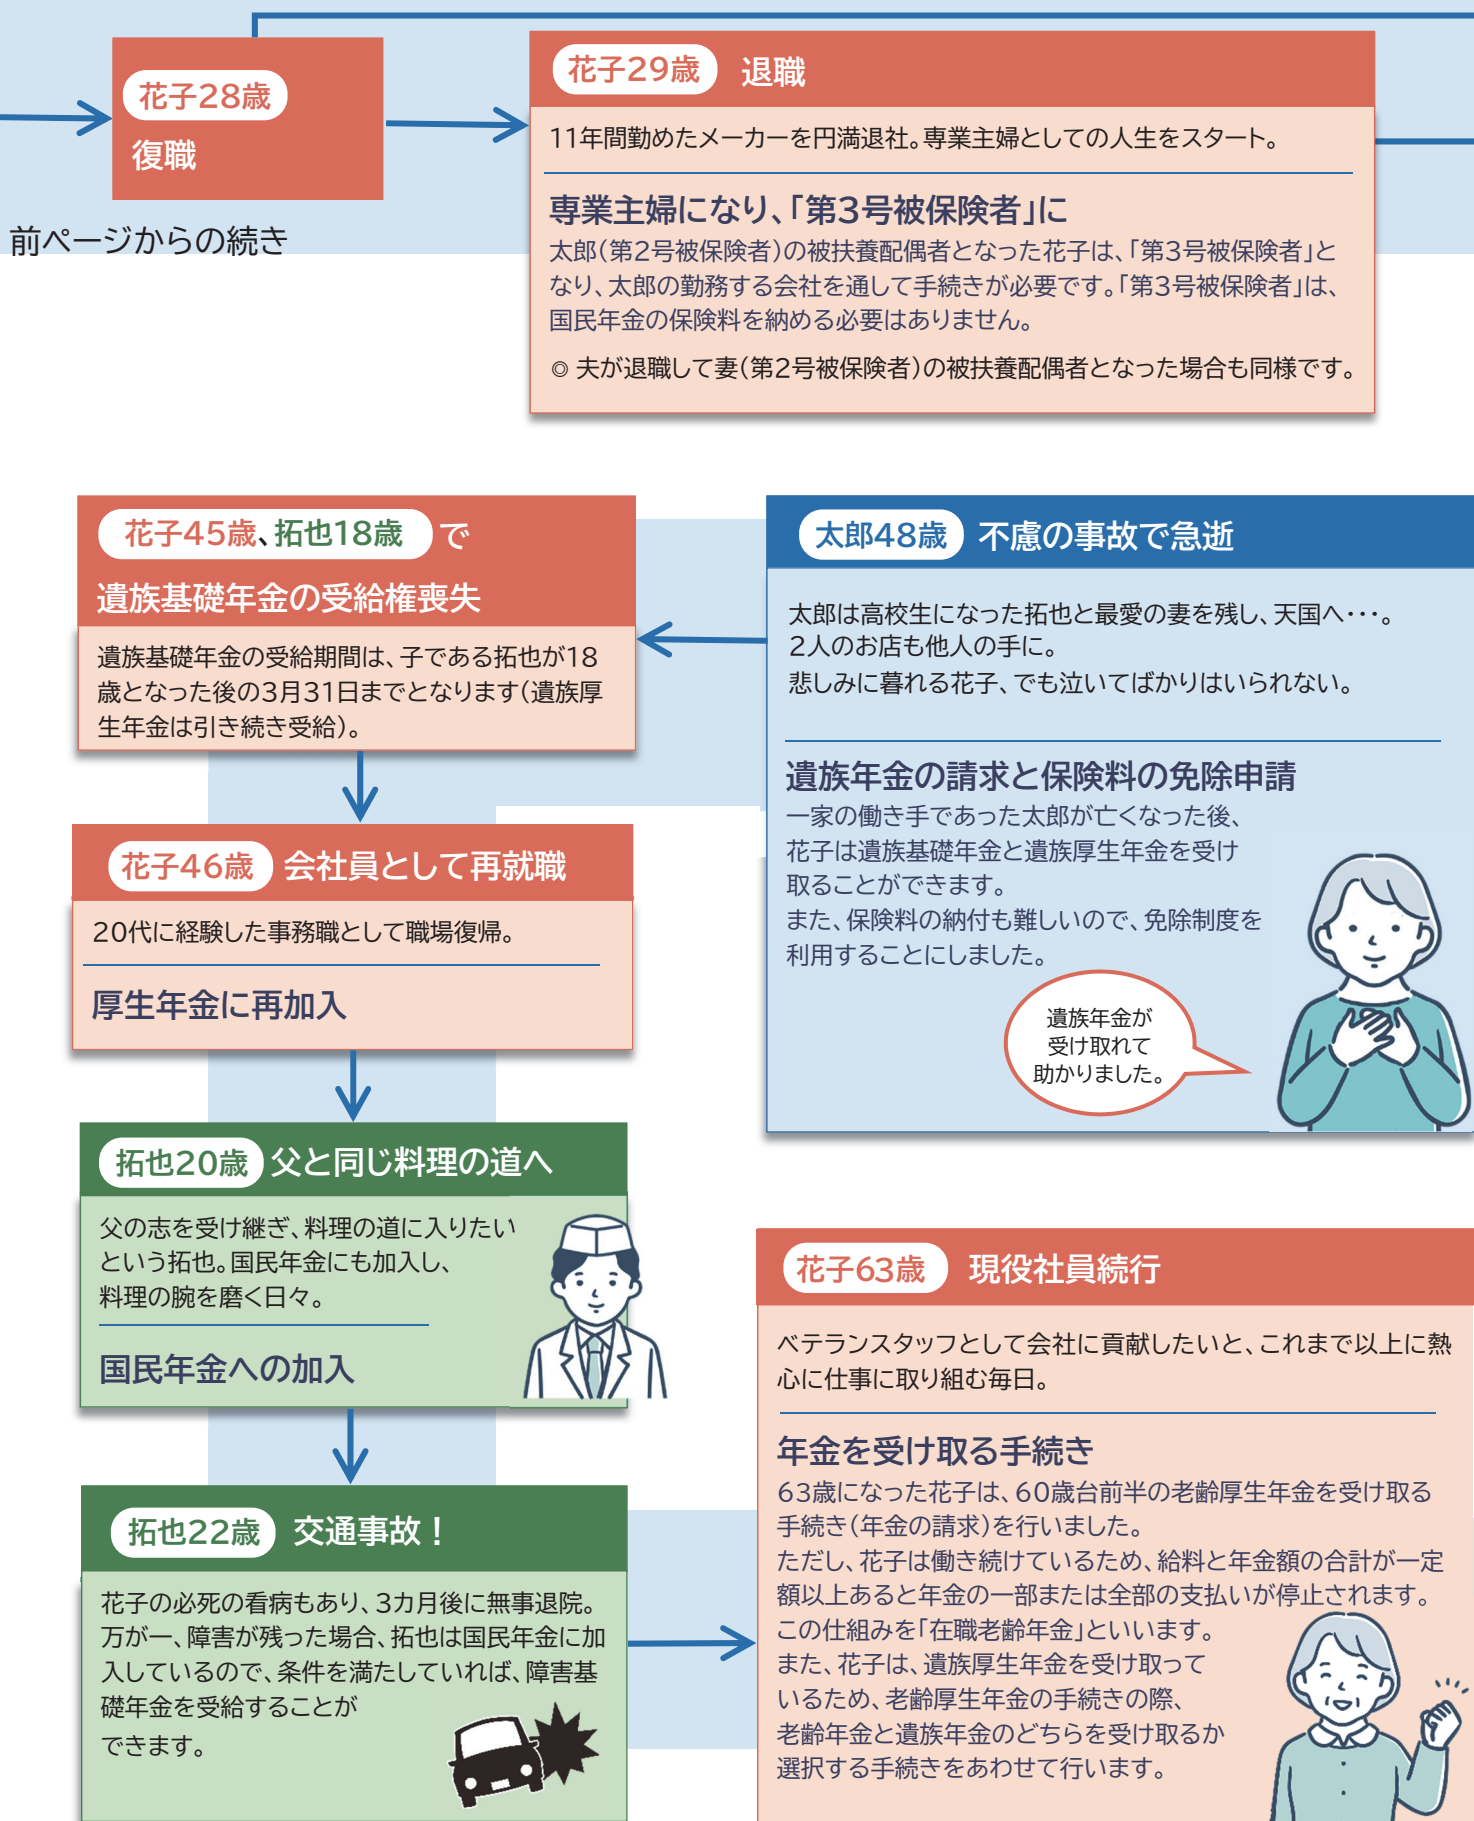 花子28歳
復職
前ページからの続き
花子29歳 退職
11年間勤めたメーカーを円満退社。専業主婦としての人生をスタート。
専業主婦になり、「第3号被保険者」に
太郎(第2号被保険者)の被扶養配偶者となった花子は、「第3号被保険者」と
なり、太郎の勤務する会社を通して手続きが必要です。「第3号被保険者」は、
国民年金の保険料を納める必要はありません。
◎ 夫が退職して妻(第2号被保険者)の被扶養配偶者となった場合も同様です。
太郎48歳 不慮の事故で急逝
太郎は高校生になった拓也と最愛の妻を残し、天国へ・・・。
2人のお店も他人の手に。
悲しみに暮れる花子、でも泣いてばかりはいられない。
遺族年金の請求と保険料の免除申請
一家の働き手であった太郎が亡くなった後、
花子は遺族基礎年金と遺族厚生年金を受け
取ることができます。
また、保険料の納付も難しいので、免除制度を
利用することにしました。
遺族年金が
受け取れて
助かりました。
花子45歳、拓也18歳 で
遺族基礎年金の受給権喪失
遺族基礎年金の受給期間は、子である拓也が18
歳となった後の3月31日までとなります(遺族厚
生年金は引き続き受給)。
花子46歳 会社員として再就職
20代に経験した事務職として職場復帰。
厚生年金に再加入
拓也20歳 父と同じ料理の道へ
父の志を受け継ぎ、料理の道に入りたい
という拓也。国民年金にも加入し、
料理の腕を磨く日々。
国民年金への加入
拓也22歳 交通事故！
花子の必死の看病もあり、3カ月後に無事退院。
万が一、障害が残った場合、拓也は国民年金に加
入しているので、条件を満たしていれば、障害基
礎年金を受給することが
できます。
花子63歳 現役社員続行
ベテランスタッフとして会社に貢献したいと、これまで以上に熱
心に仕事に取り組む毎日。
年金を受け取る手続き
63歳になった花子は、60歳台前半の老齢厚生年金を受け取る
手続き(年金の請求)を行いました。
ただし、花子は働き続けているため、給料と年金額の合計が一定
額以上あると年金の一部または全部の支払いが停止されます。
この仕組みを「在職老齢年金」といいます。
また、花子は、遺族厚生年金を受け取って
いるため、老齢厚生年金の手続きの際、
老齢年金と遺族年金のどちらを受け取るか
選択する手続きをあわせて行います。